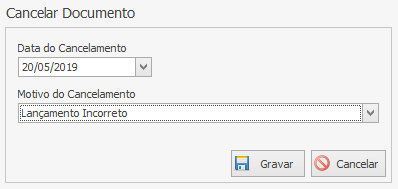 Cancelar Documento
Data do Cancelamento
20/05/2019
Motivo do Cancelamento
Lançamento Incorreto
Gravar Cancelar